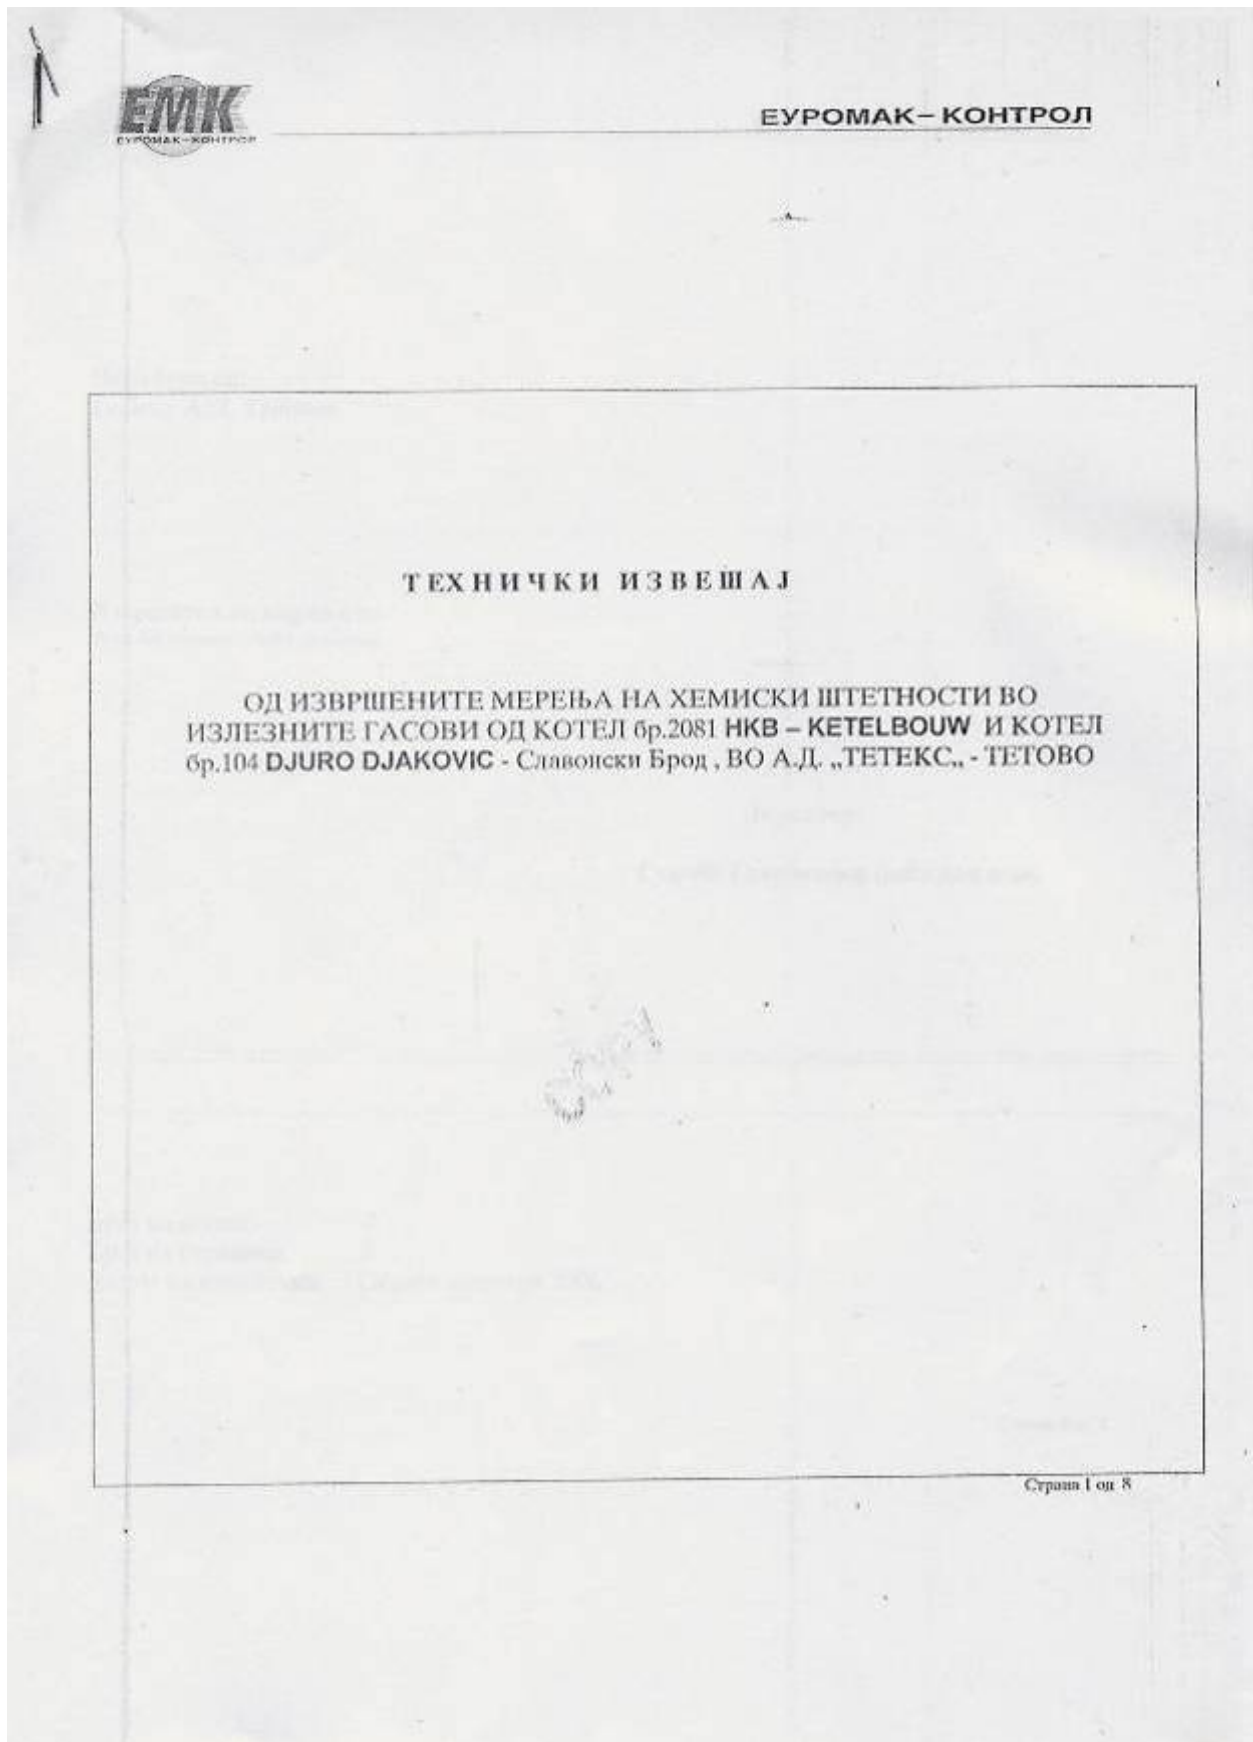 ЕМК
ЕУРОМАК-КОНТРОЛ
ЕУРОМАК – КОНТРОЛ
ТЕХНИЧКИ ИЗВЕШАЈ
ОД ИЗВРШЕНИТЕ МЕРЕЊА НА ХЕМИСКИ ШТЕТНОСТИ ВО
ИЗЛЕЗНИТЕ ГАСОВИ ОД КОТЕЛ бр.2081 HKB – KETELBOUW И КОТЕЛ
бр.104 DJURO DJAKOVIC - Славонски Брод , ВО А.Д. „ТЕТЕКС„ - ТЕТОВО
Страна 1 од 8